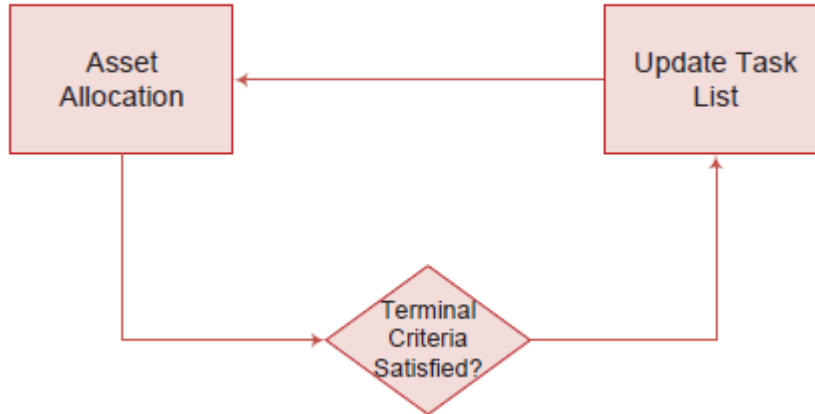 Asset
Allocation
Update Task
List
Terminal
Criteria
Satisfied?